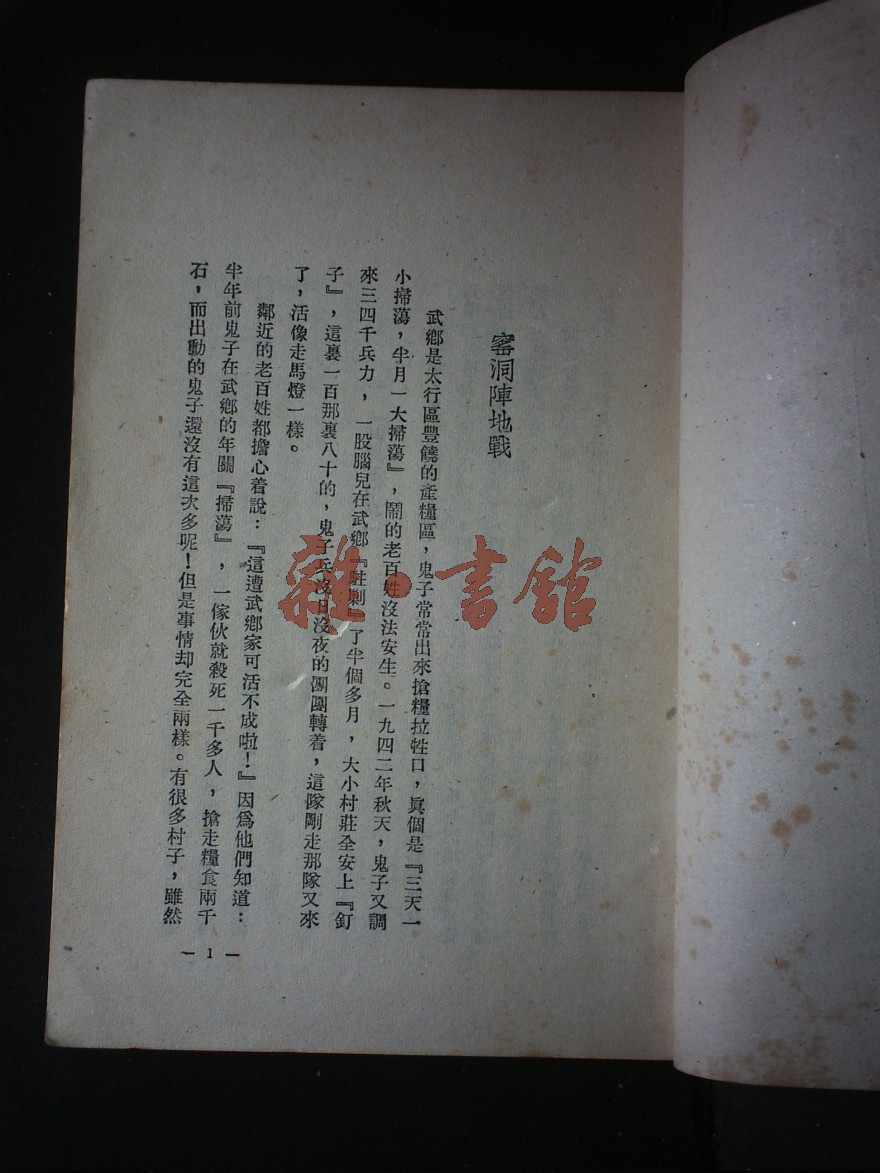 窰洞陣地戰
武鄉是太行區豐饒的產糧區，鬼子常常出來搶糧拉牲口，眞個是『三天一
小掃蕩，半月一大掃蕩』，鬧的老百姓沒法安生。一九四二年秋天，鬼子又調
來三四千兵力，一股腦兒在武鄉『駐剿』了半個多月，大小村莊全安上『釘
子』，這裏一百那裏八十的，鬼子兵沒日沒夜的團團轉着，這隊剛走那隊又來
了，活像走馬燈一樣。
鄰近的老百姓都擔心着說：『這遭武鄉家可活不成啦！』因爲他們知道：
半年前鬼子在武鄉的年關『掃蕩』，一傢伙就殺死一千多人，搶走糧食兩千
石，而出動的鬼子還沒有這次多呢！但是事情却完全兩樣。有很多村子，雖然
— 1 —
雜·書館